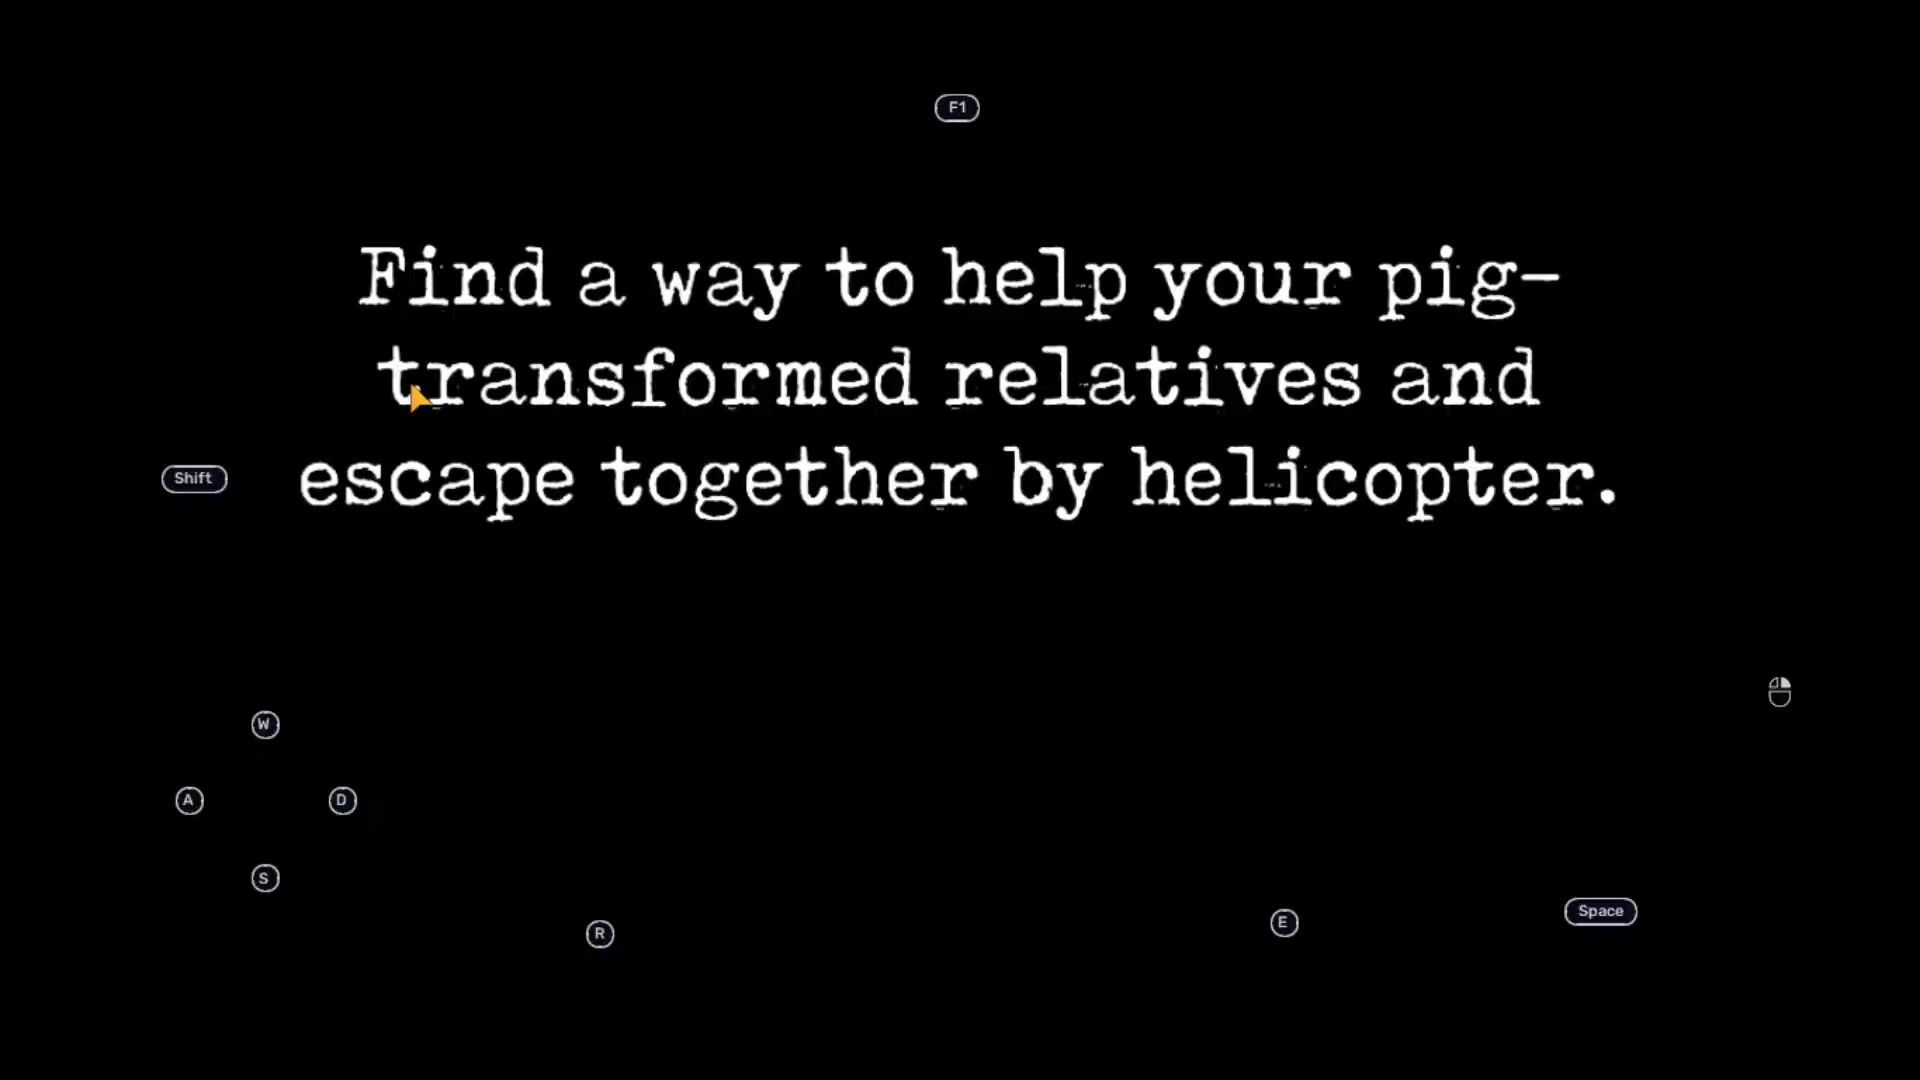 F1
Find a way to help your pig-
transformed relatives and
escape together by helicopter.
Shift
W
A D
S
R
E
Space